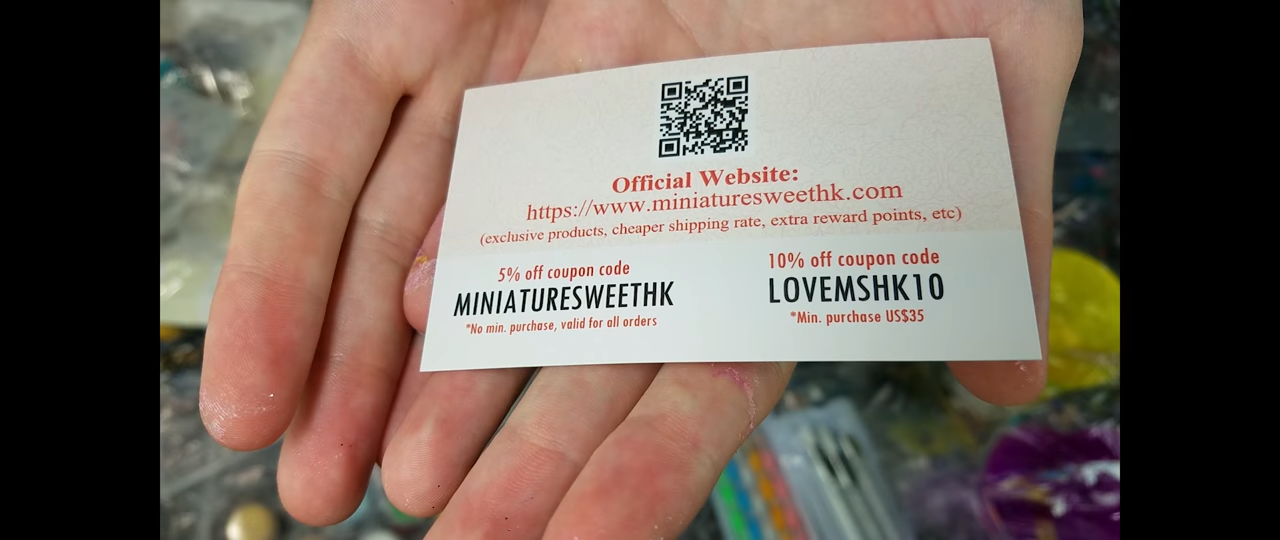 Official Website:
https://www.miniaturesweethk.com
(exclusive products, cheaper shipping rate, extra reward points, etc)
5% off coupon code
MINIATURESWEETHK
*No min. purchase, valid for all orders
10% off coupon code
LOVEMSHK10
*Min. purchase US$35